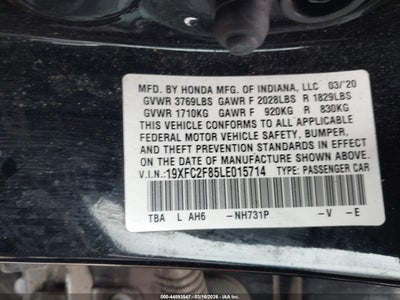 MFD. BY HONDA MFG. OF INDIANA, LLC 03/20
GVWR 3769LBS GAWR F 2028LBS R 1829LBS
GVWR 1710KG GAWR F 920KG R 830KG
THIS VEHICLE CONFORMS TO ALL APPLICABLE
FEDERAL MOTOR VEHICLE SAFETY, BUMPER,
AND THEFT PREVENTION STANDARDS IN EFFECT
ON THE DATE OF MANUFACTURE SHOWN ABOVE.
V.I.N.: 19XFC2F85LE015714 TYPE: PASSENGER CAR
TBA L AH6 -NH731P -V -E
000-44593547 - 03/16/2026 - IAA, LLC